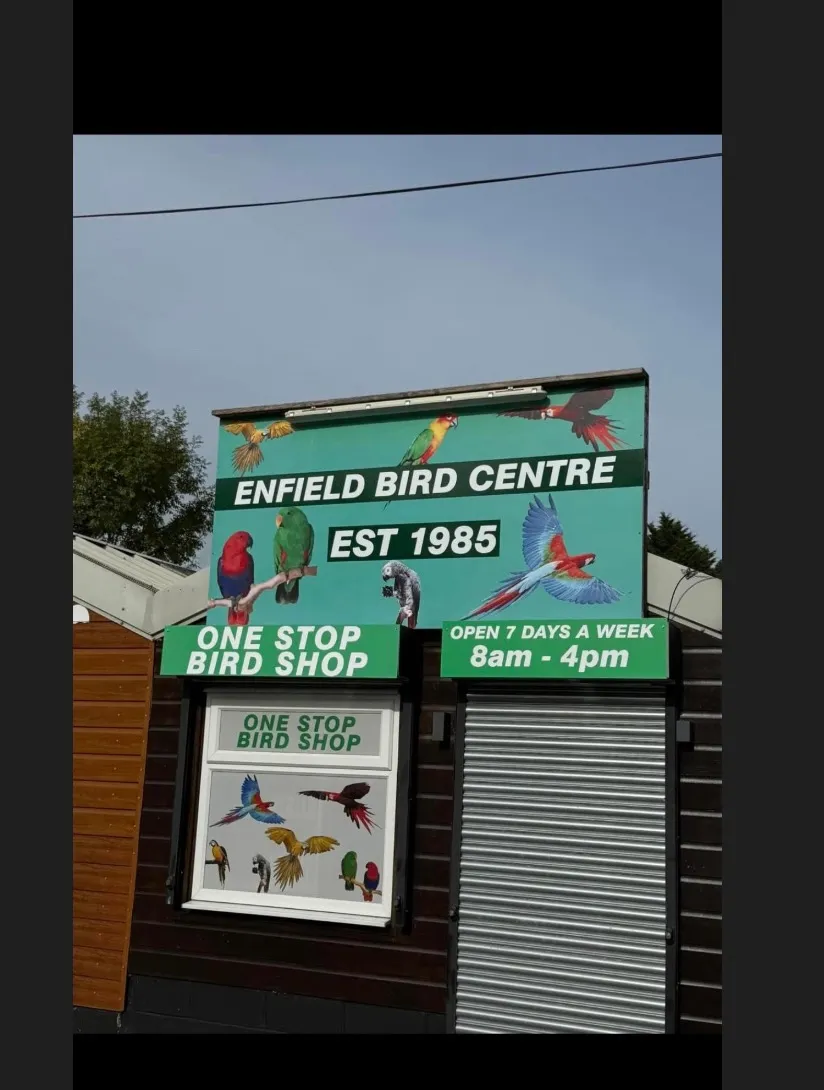 ENFIELD BIRD CENTRE
EST 1985
ONE STOP
BIRD SHOP
OPEN 7 DAYS A WEEK
8am - 4pm
ONE STOP
BIRD SHOP